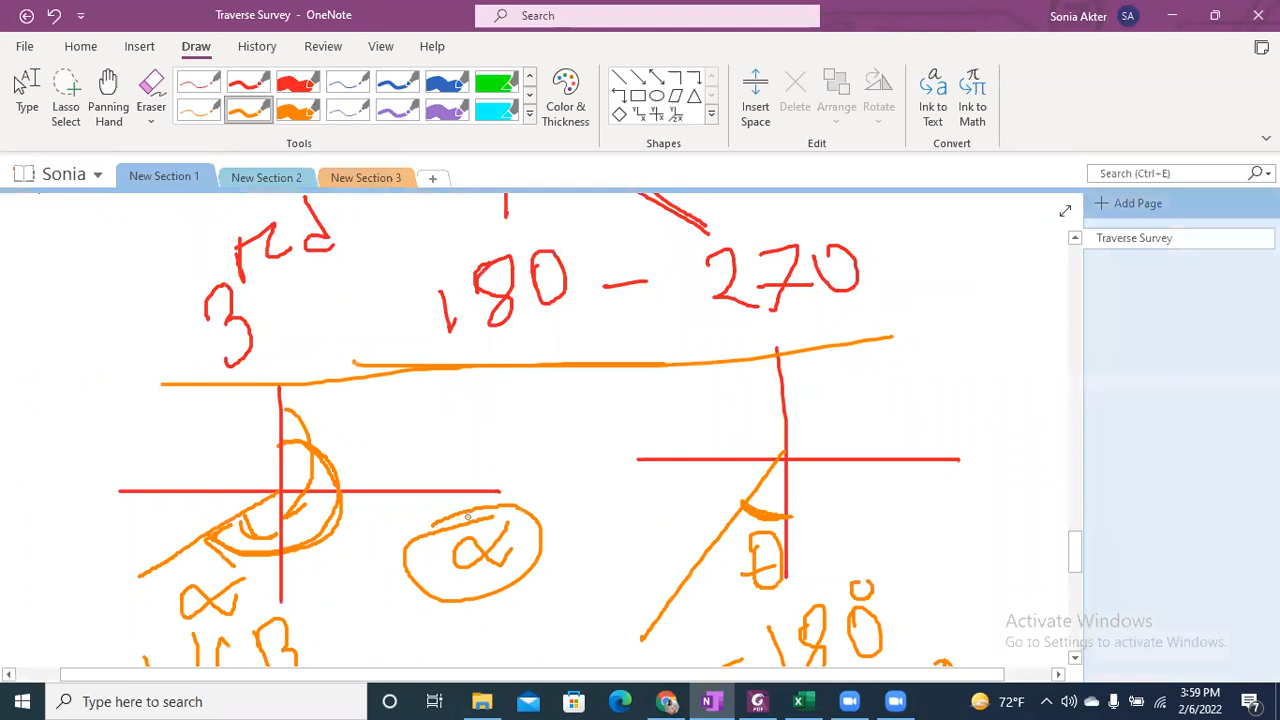 Traverse Survey - OneNote
Search
Sonia Akter
SA
File Home Insert Draw History Review View Help
Type
Lasso Select
Panning Hand
Eraser
Color & Thickness
Insert Space
Delete
Arrange
Rotate
Ink to Text
Ink to Math
Tools
Shapes
Edit
Convert
Sonia
New Section 1
New Section 2
New Section 3
Search (Ctrl+E)
Add Page
Traverse Survey
3rd
180 - 270
α
α
θ
180°
Activate Windows
Go to Settings to activate Windows.
Type here to search
72°F
3:59 PM
2/6/2022
7